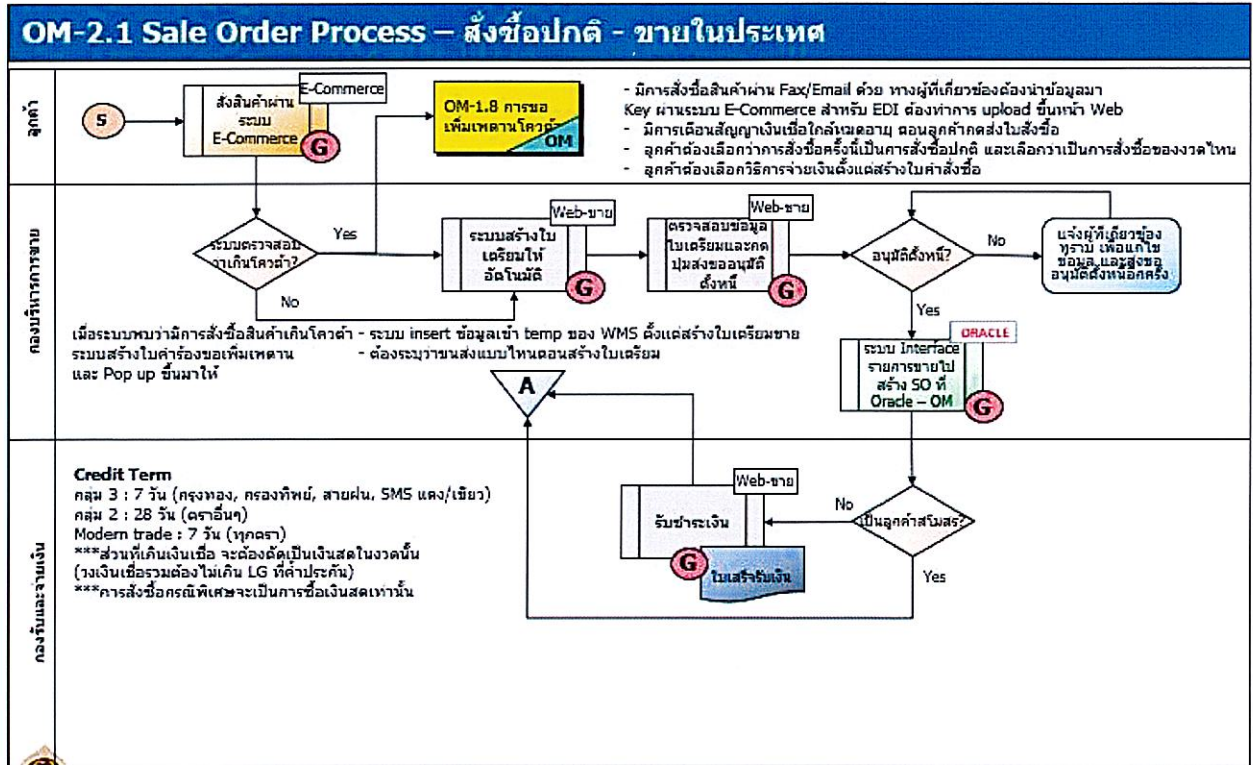 OM-2.1 Sale Order Process – สั่งซื้อปกติ - ขายในประเทศ
ลูกค้า
S
สั่งสินค้าผ่าน
ระบบ
E-Commerce
E-Commerce
G
OM-1.8 การขอ
เพิ่มเพดานโควต้า
OM
- มีการสั่งซื้อสินค้าผ่าน Fax/Email ด้วย ทางผู้ที่เกี่ยวข้องต้องนำข้อมูลมา
Key ผ่านระบบ E-Commerce สำหรับ EDI ต้องทำการ upload ขึ้นหน้า Web
- มีการเตือนสัญญาเงินเชื่อใกล้หมดอายุ ตอนลูกค้ากดส่งใบสั่งซื้อ
- ลูกค้าต้องเลือกว่าการสั่งซื้อครั้งนี้เป็นการสั่งซื้อปกติ และเลือกว่าเป็นการสั่งซื้อของงวดไหน
- ลูกค้าต้องเลือกวิธีการจ่ายเงินตั้งแต่สร้างใบคำสั่งซื้อ
กองบริหารการขาย
ระบบตรวจสอบ
ว่าเกินโควต้า?
Yes
No
Web-ขาย
ระบบสร้างใบ
เตรียมให้
อัตโนมัติ
G
Web-ขาย
ตรวจสอบข้อมูล
ใบเตรียมและกด
ปุ่มส่งขออนุมัติ
ตั้งหนี้
G
อนุมัติตั้งหนี้?
No
แจ้งผู้ที่เกี่ยวข้อง
ทราบ เพื่อแก้ไข
ข้อมูล และส่งขอ
อนุมัติตั้งหนี้อีกครั้ง
Yes
ORACLE
ระบบ Interface
รายการขายไป
สร้าง SO ที่
Oracle – OM
G
เมื่อระบบพบว่ามีการสั่งซื้อสินค้าเกินโควต้า
ระบบสร้างใบคำร้องขอเพิ่มเพดาน
และ Pop up ขึ้นมาให้
- ระบบ insert ข้อมูลเข้า temp ของ WMS ตั้งแต่สร้างใบเตรียมขาย
- ต้องระบุว่าขนส่งแบบไหนตอนสร้างใบเตรียม
A
กองรับและจ่ายเงิน
Credit Term
กลุ่ม 3 : 7 วัน (กรุงทอง, กรองทิพย์, สายฝน, SMS แดง/เขียว)
กลุ่ม 2 : 28 วัน (ตราอื่นๆ)
Modern trade : 7 วัน (ทุกตรา)
***ส่วนที่เกินเงินเชื่อ จะต้องตัดเป็นเงินสดในงวดนั้น
(วงเงินเชื่อรวมต้องไม่เกิน LG ที่ค้ำประกัน)
***การสั่งซื้อกรณีพิเศษจะเป็นการซื้อเงินสดเท่านั้น
Web-ขาย
รับชำระเงิน
G
ใบเสร็จรับเงิน
No
เป็นลูกค้าสโมสร?
Yes